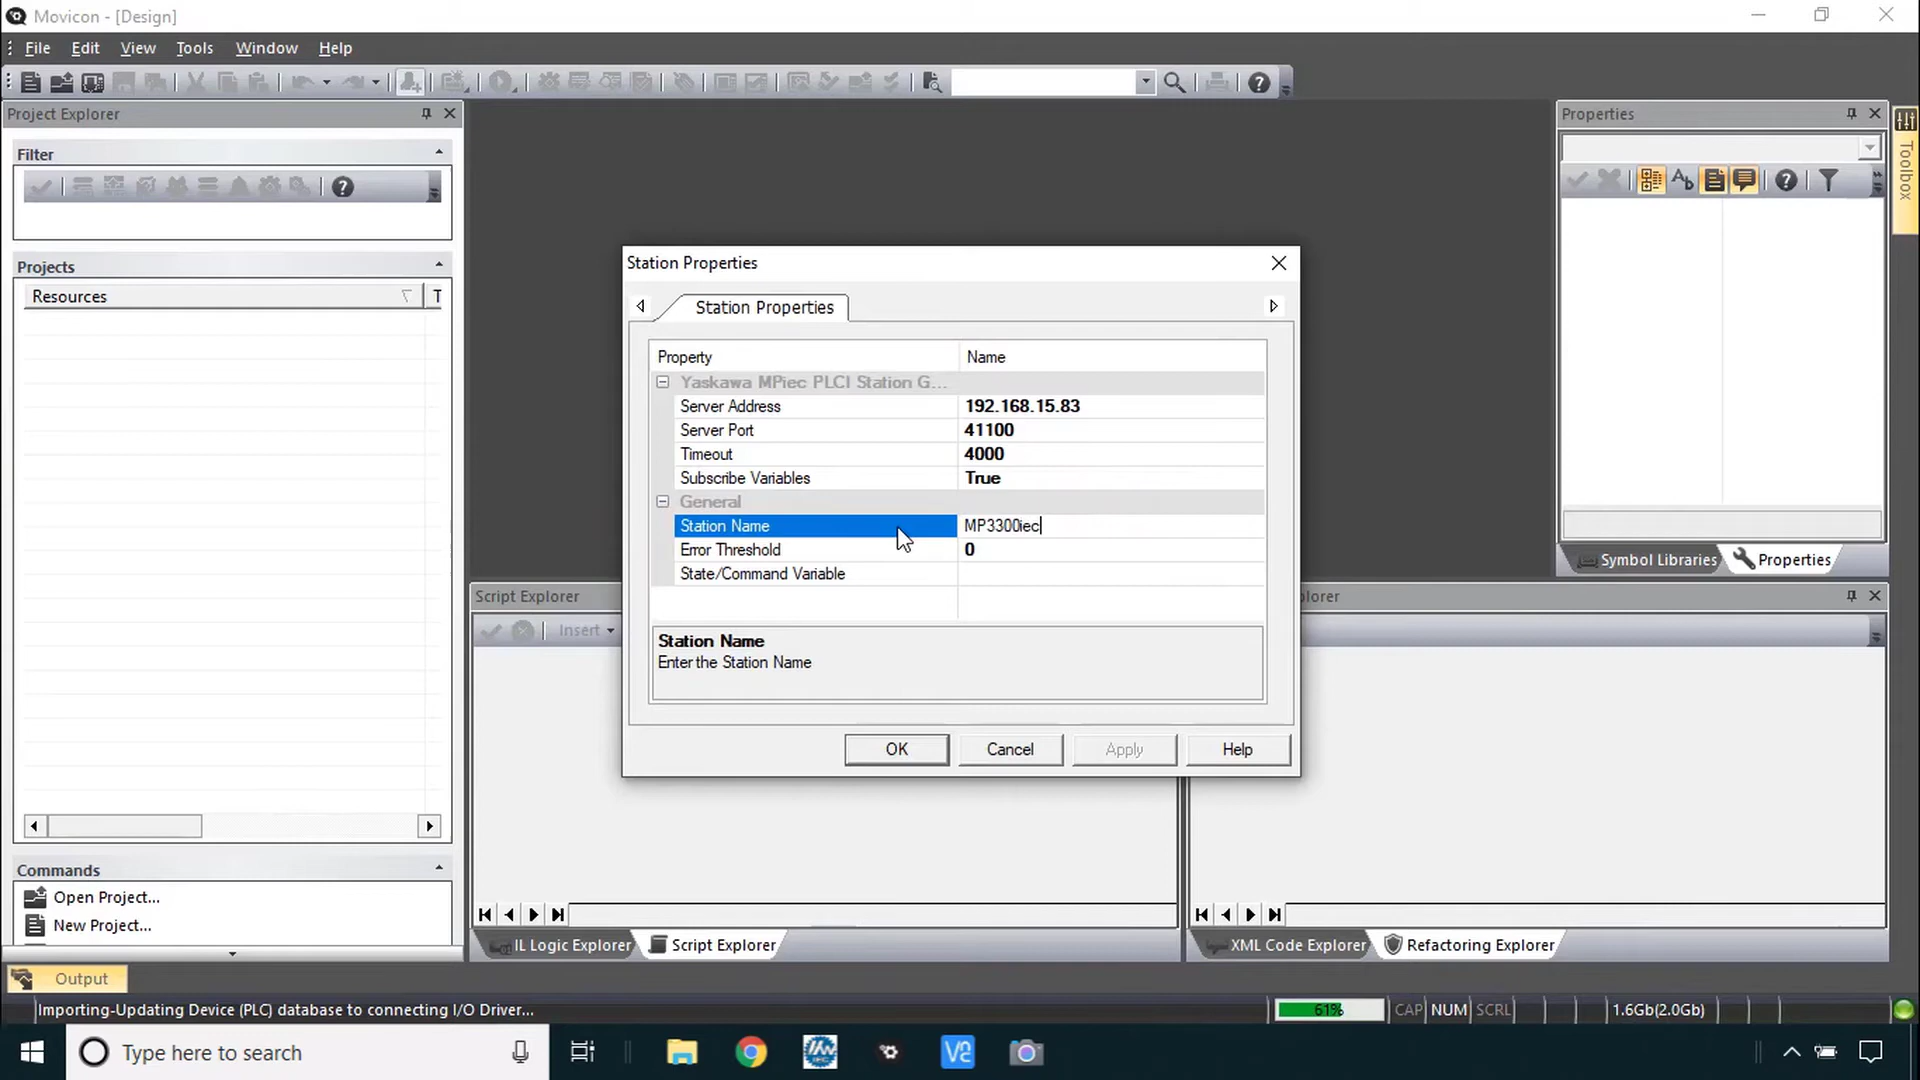 Movicon - [Design]
File Edit View Tools Window Help
Project Explorer
Filter
Projects
Resources T
Commands
Open Project...
New Project...
Properties
Toolbox
Symbol Libraries Properties
Station Properties
Station Properties
Property Name
Yaskawa MPiec PLCI Station G...
Server Address 192.168.15.83
Server Port 41100
Timeout 4000
Subscribe Variables True
General
Station Name MP3300iec
Error Threshold 0
State/Command Variable
Station Name
Enter the Station Name
OK Cancel Apply Help
Script Explorer
Insert
IL Logic Explorer Script Explorer
XML Code Explorer Refactoring Explorer
Output
Importing-Updating Device (PLC) database to connecting I/O Driver...
61% CAP NUM SCRL 1.6Gb(2.0Gb)
Type here to search